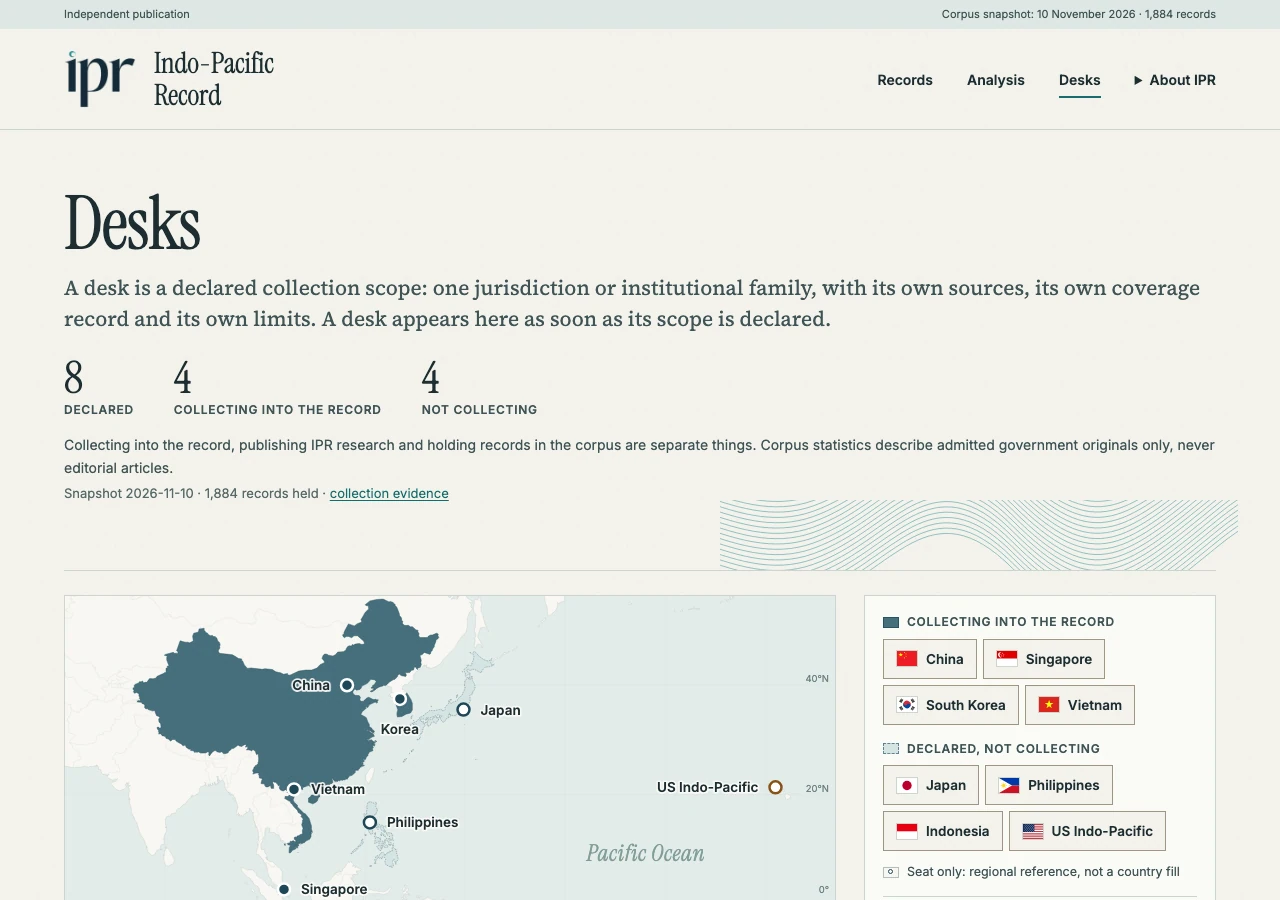 Independent publication
Corpus snapshot: 10 November 2026 · 1,884 records
ipr
Indo-Pacific
Record
Records
Analysis
Desks
About IPR
Desks
A desk is a declared collection scope: one jurisdiction or institutional family, with its own sources, its own coverage
record and its own limits. A desk appears here as soon as its scope is declared.
8
DECLARED
4
COLLECTING INTO THE RECORD
4
NOT COLLECTING
Collecting into the record, publishing IPR research and holding records in the corpus are separate things. Corpus statistics describe admitted government originals only, never
editorial articles.
Snapshot 2026-11-10 · 1,884 records held · collection evidence
China
Korea
Japan
Vietnam
Philippines
Singapore
US Indo-Pacific
Pacific Ocean
40°N
20°N
0°
COLLECTING INTO THE RECORD
China
Singapore
South Korea
Vietnam
DECLARED, NOT COLLECTING
Japan
Philippines
Indonesia
US Indo-Pacific
Seat only: regional reference, not a country fill